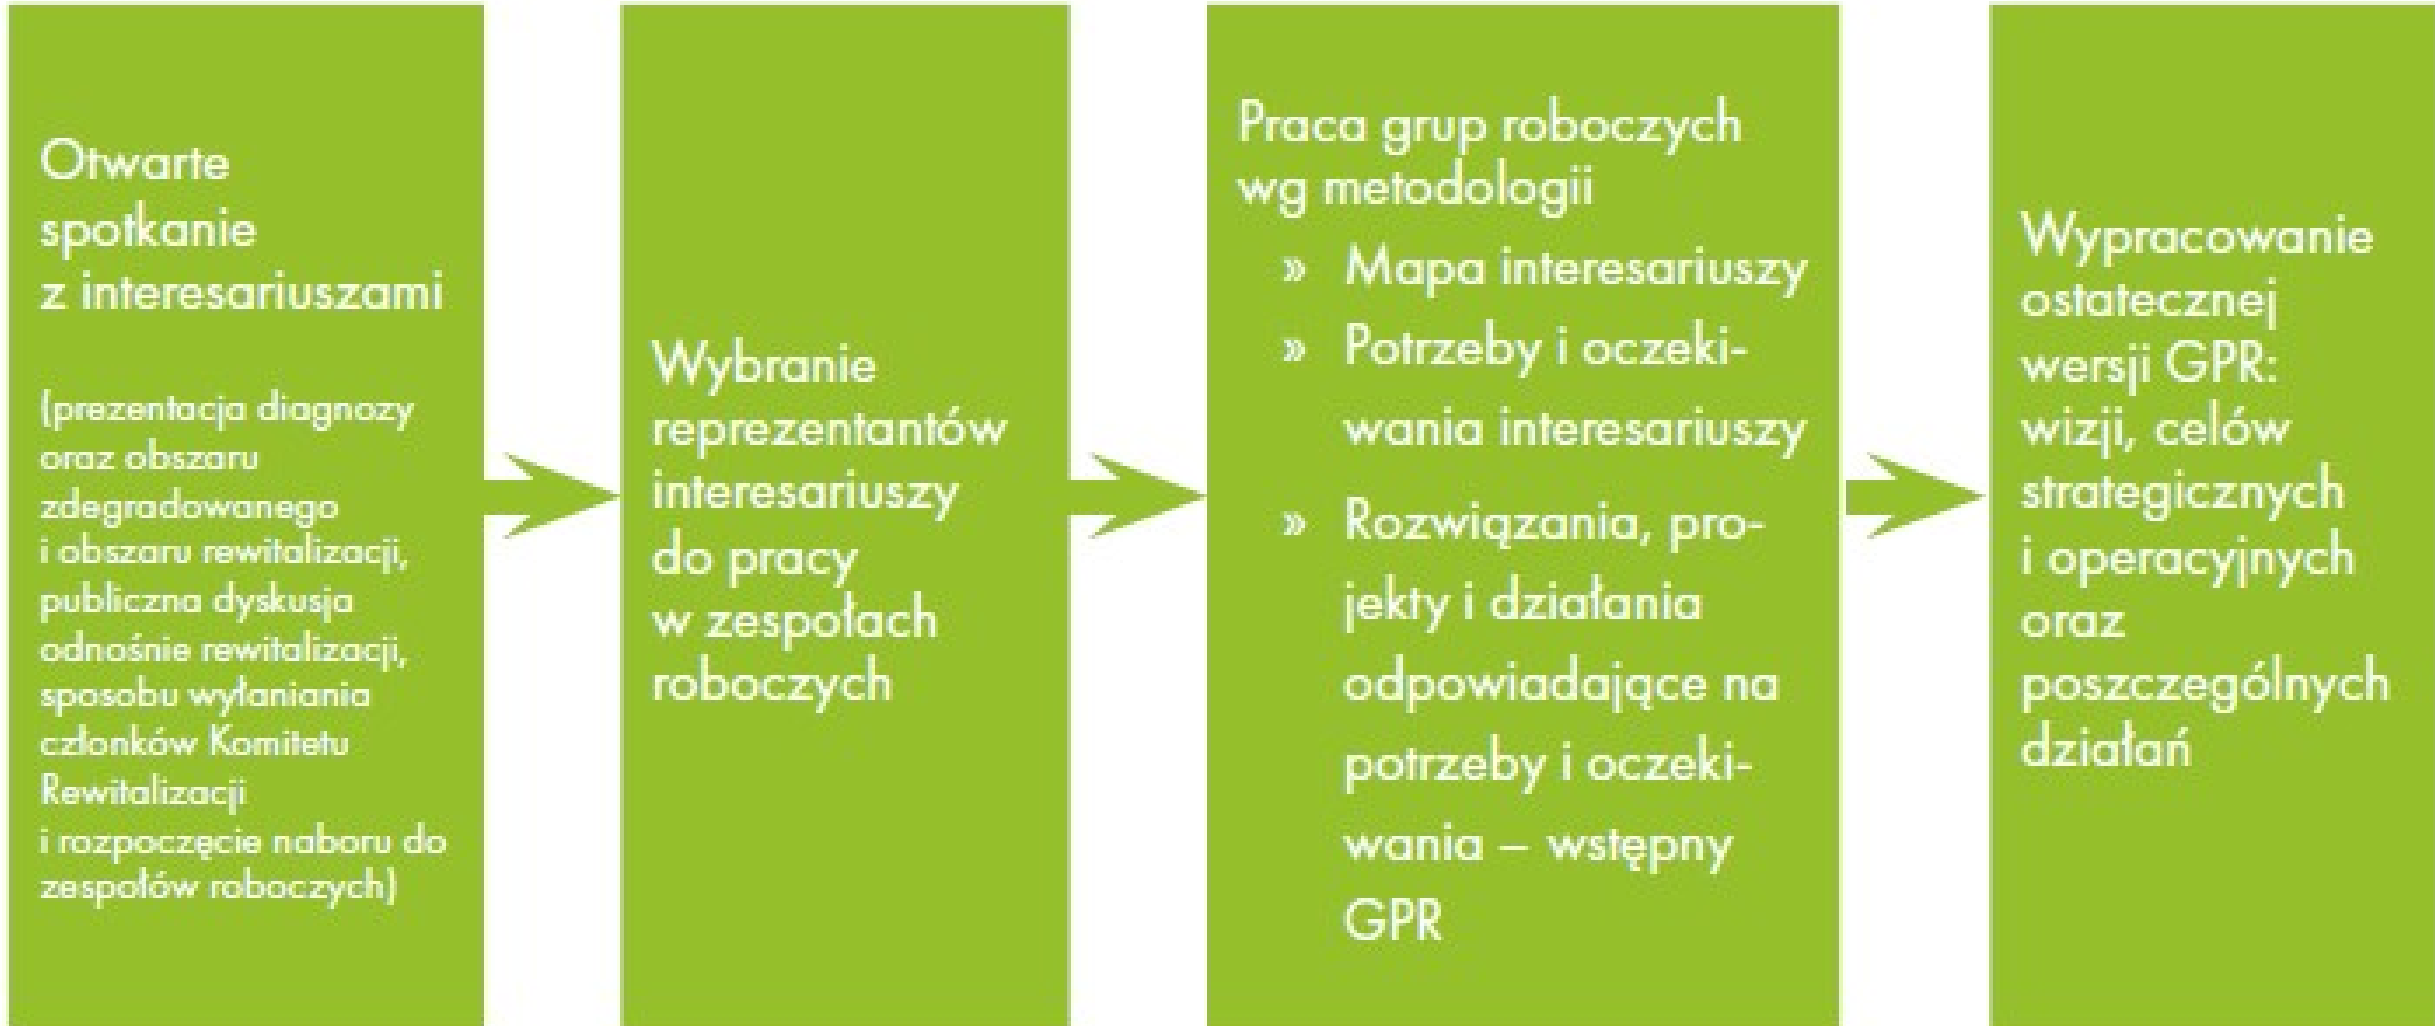 Otwarte
spotkanie
z interesariuszami
(prezentacja diagnozy
oraz obszaru
zdegradowanego
i obszaru rewitalizacji,
publiczna dyskusja
odnośnie rewitalizacji,
sposobu wyłaniania
członków Komitetu
Rewitalizacji
i rozpoczęcie naboru do
zespołów roboczych)
Wybranie
reprezentantów
interesariuszy
do pracy
w zespołach
roboczych
Praca grup roboczych
wg metodologii
» Mapa interesariuszy
» Potrzeby i oczeki-
wania interesariuszy
» Rozwiązania, pro-
jekty i działania
odpowiadające na
potrzeby i oczeki-
wania – wstępny
GPR
Wypracowanie
ostatecznej
wersji GPR:
wizji, celów
strategicznych
i operacyjnych
oraz
poszczególnych
działań